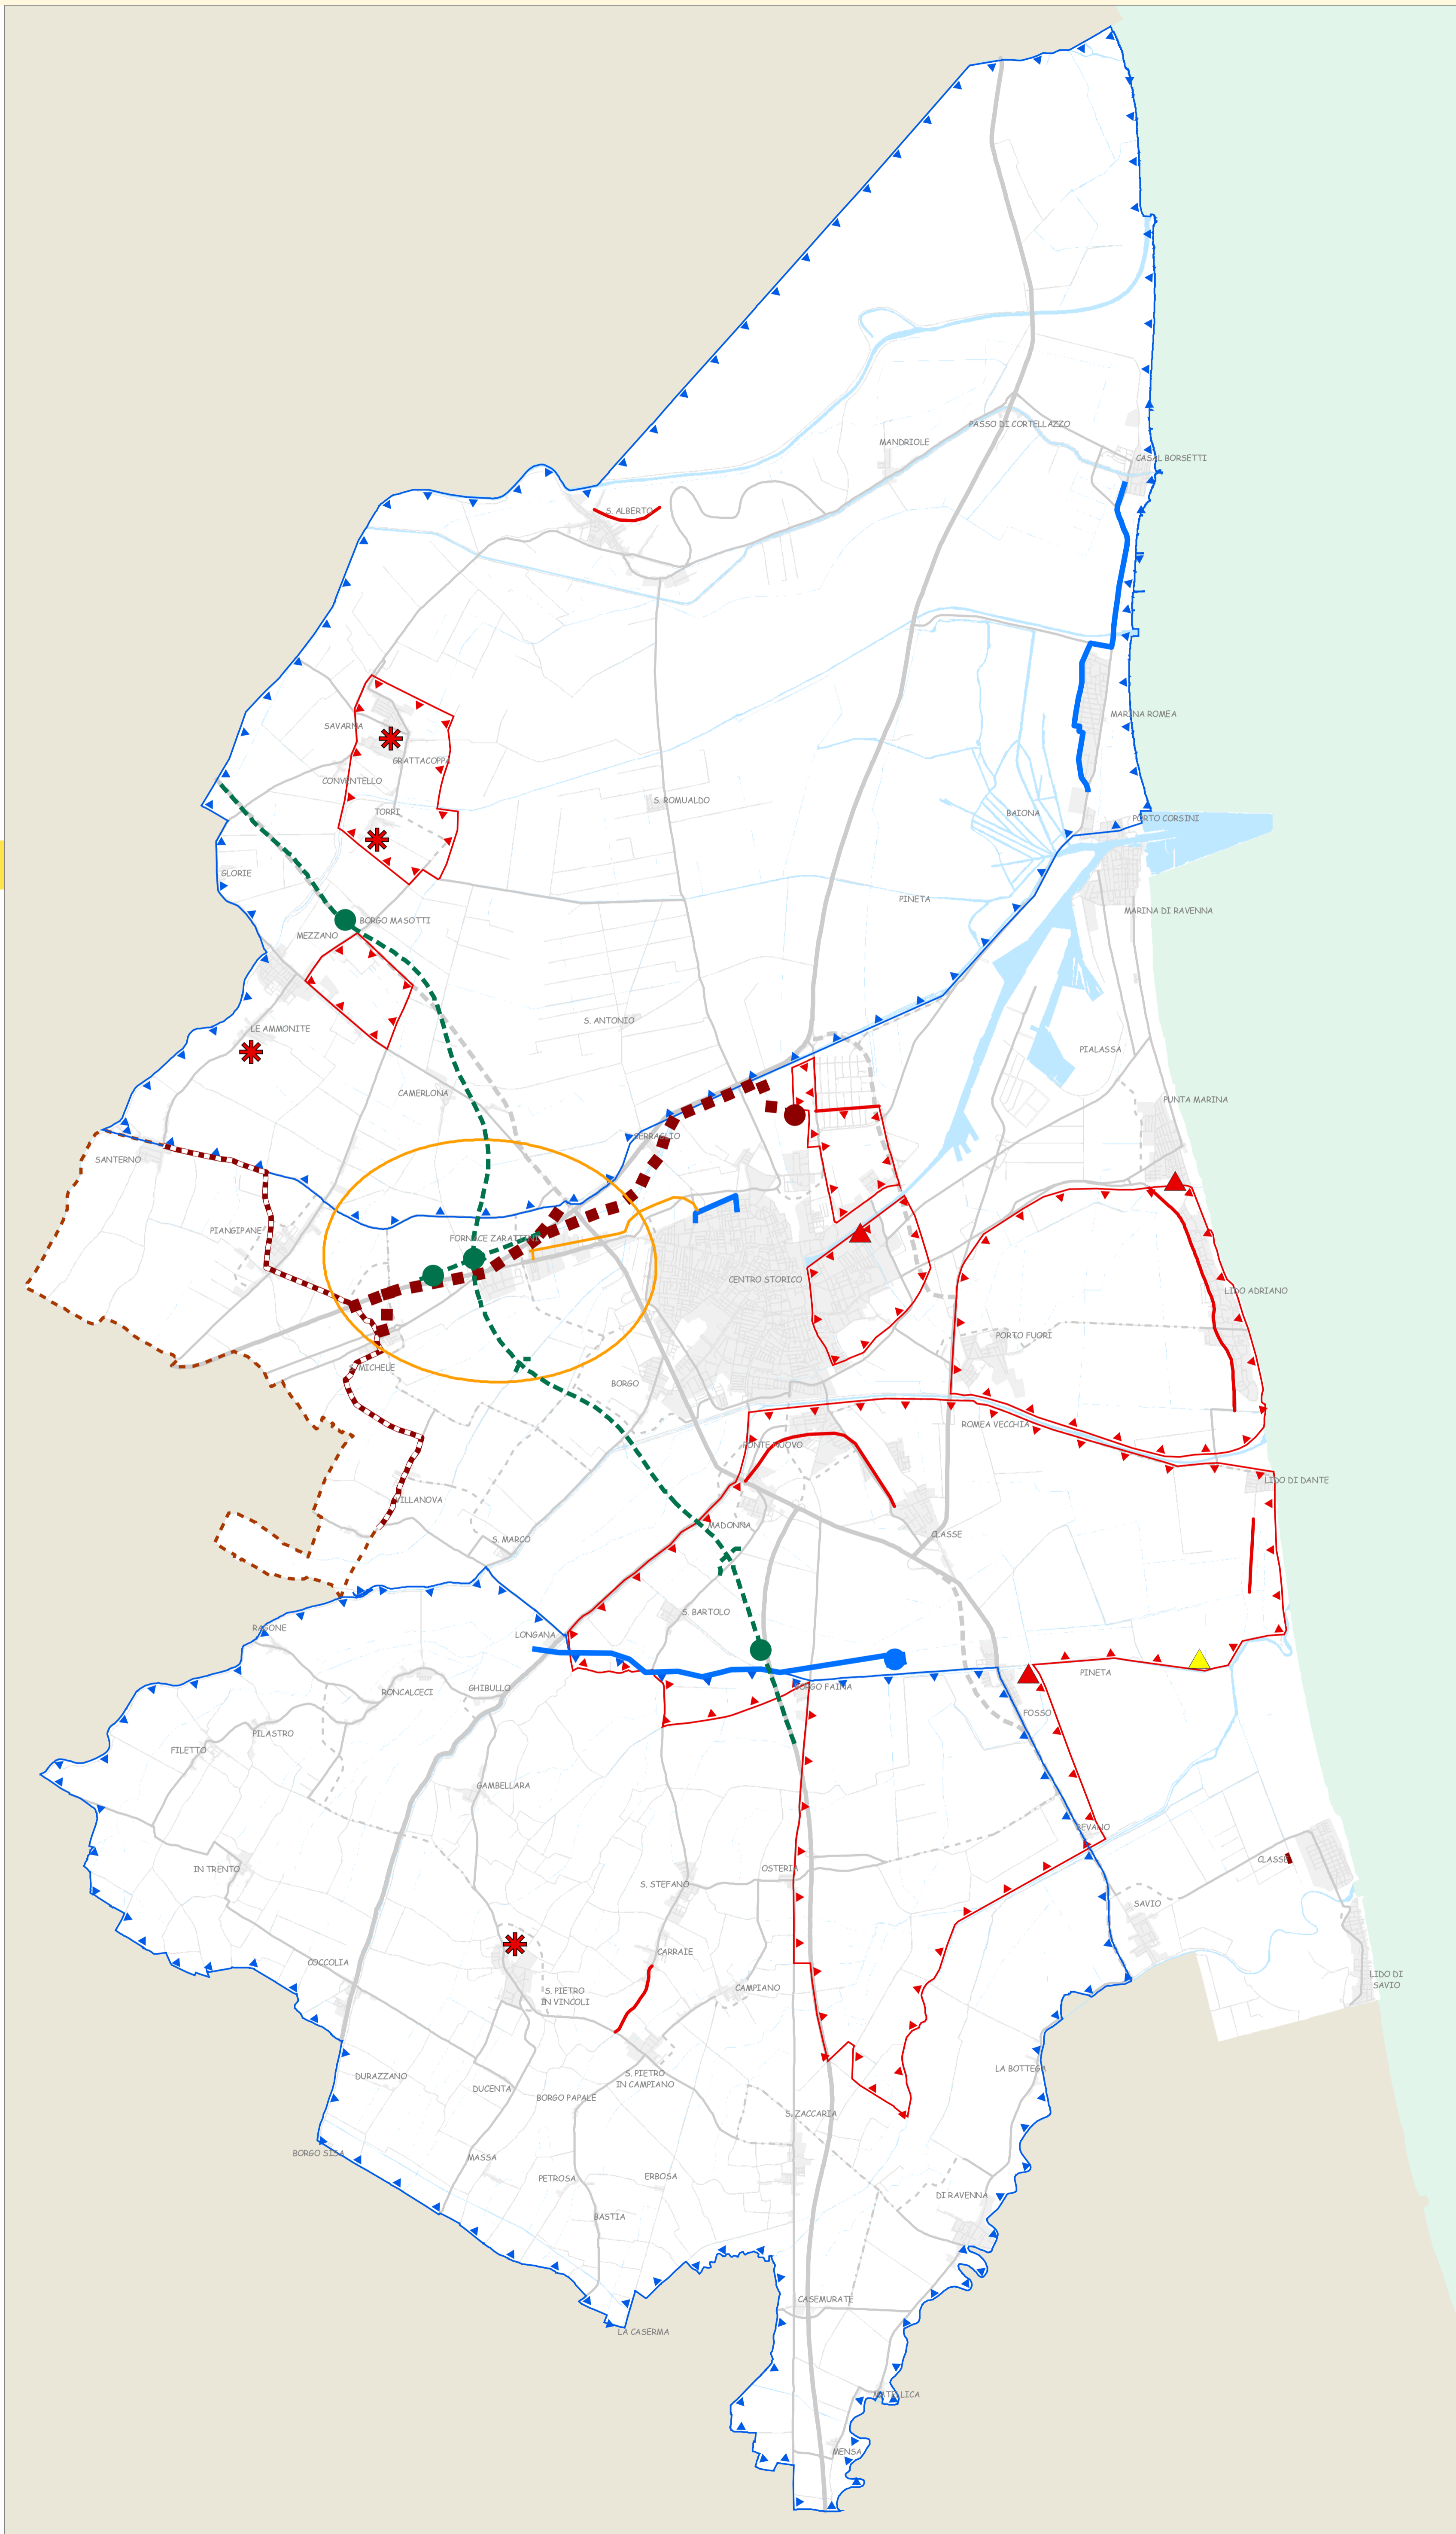 PASSO DI CORTELLAZZO
MANDRIOLE
CASAL BORSETTI
S. ALBERTO
MARINA ROMEA
SAVARNA
GRATTACOPPA
CONVENTELLO
S. ROMUALDO
TORRI
BAIONA
PORTO CORSINI
GLORIE
PINETA
MARINA DI RAVENNA
BORGO MASOTTI
MEZZANO
S. ANTONIO
LE AMMONITE
PIALASSA
CAMERLONA
PUNTA MARINA
SERRAGLIO
SANTERNO
PIANGIPANE
FORNACE ZARATTINI
CENTRO STORICO
LIDO ADRIANO
PORTO FUORI
S. MICHELE
BORGO
ROMEA VECCHIA
PONTE NUOVO
LIDO DI DANTE
VILLANOVA
MADONNA
CLASSE
S. MARCO
S. BARTOLO
RAGONE
LONGANA
PINETA
BORGO FAINA
GHIBULLO
RONCALCECI
FOSSO
PILASTRO
FILETTO
GAMBELLARA
BEVANO
CLASSE
IN TRENTO
OSTERIA
S. STEFANO
SAVIO
CARRAIE
COCCOLIA
LIDO DI
SAVIO
CAMPIANO
S. PIETRO
IN VINCOLI
LA BOTTEGA
S. PIETRO
IN CAMPIANO
DURAZZANO
DUCENTA
BORGO PAPALE
S. ZACCARIA
BORGO SISA
MASSA
PETROSA
ERBOSA
DI RAVENNA
BASTIA
CASEMURATE
LA CASERMA
MATELLICA
MENSA